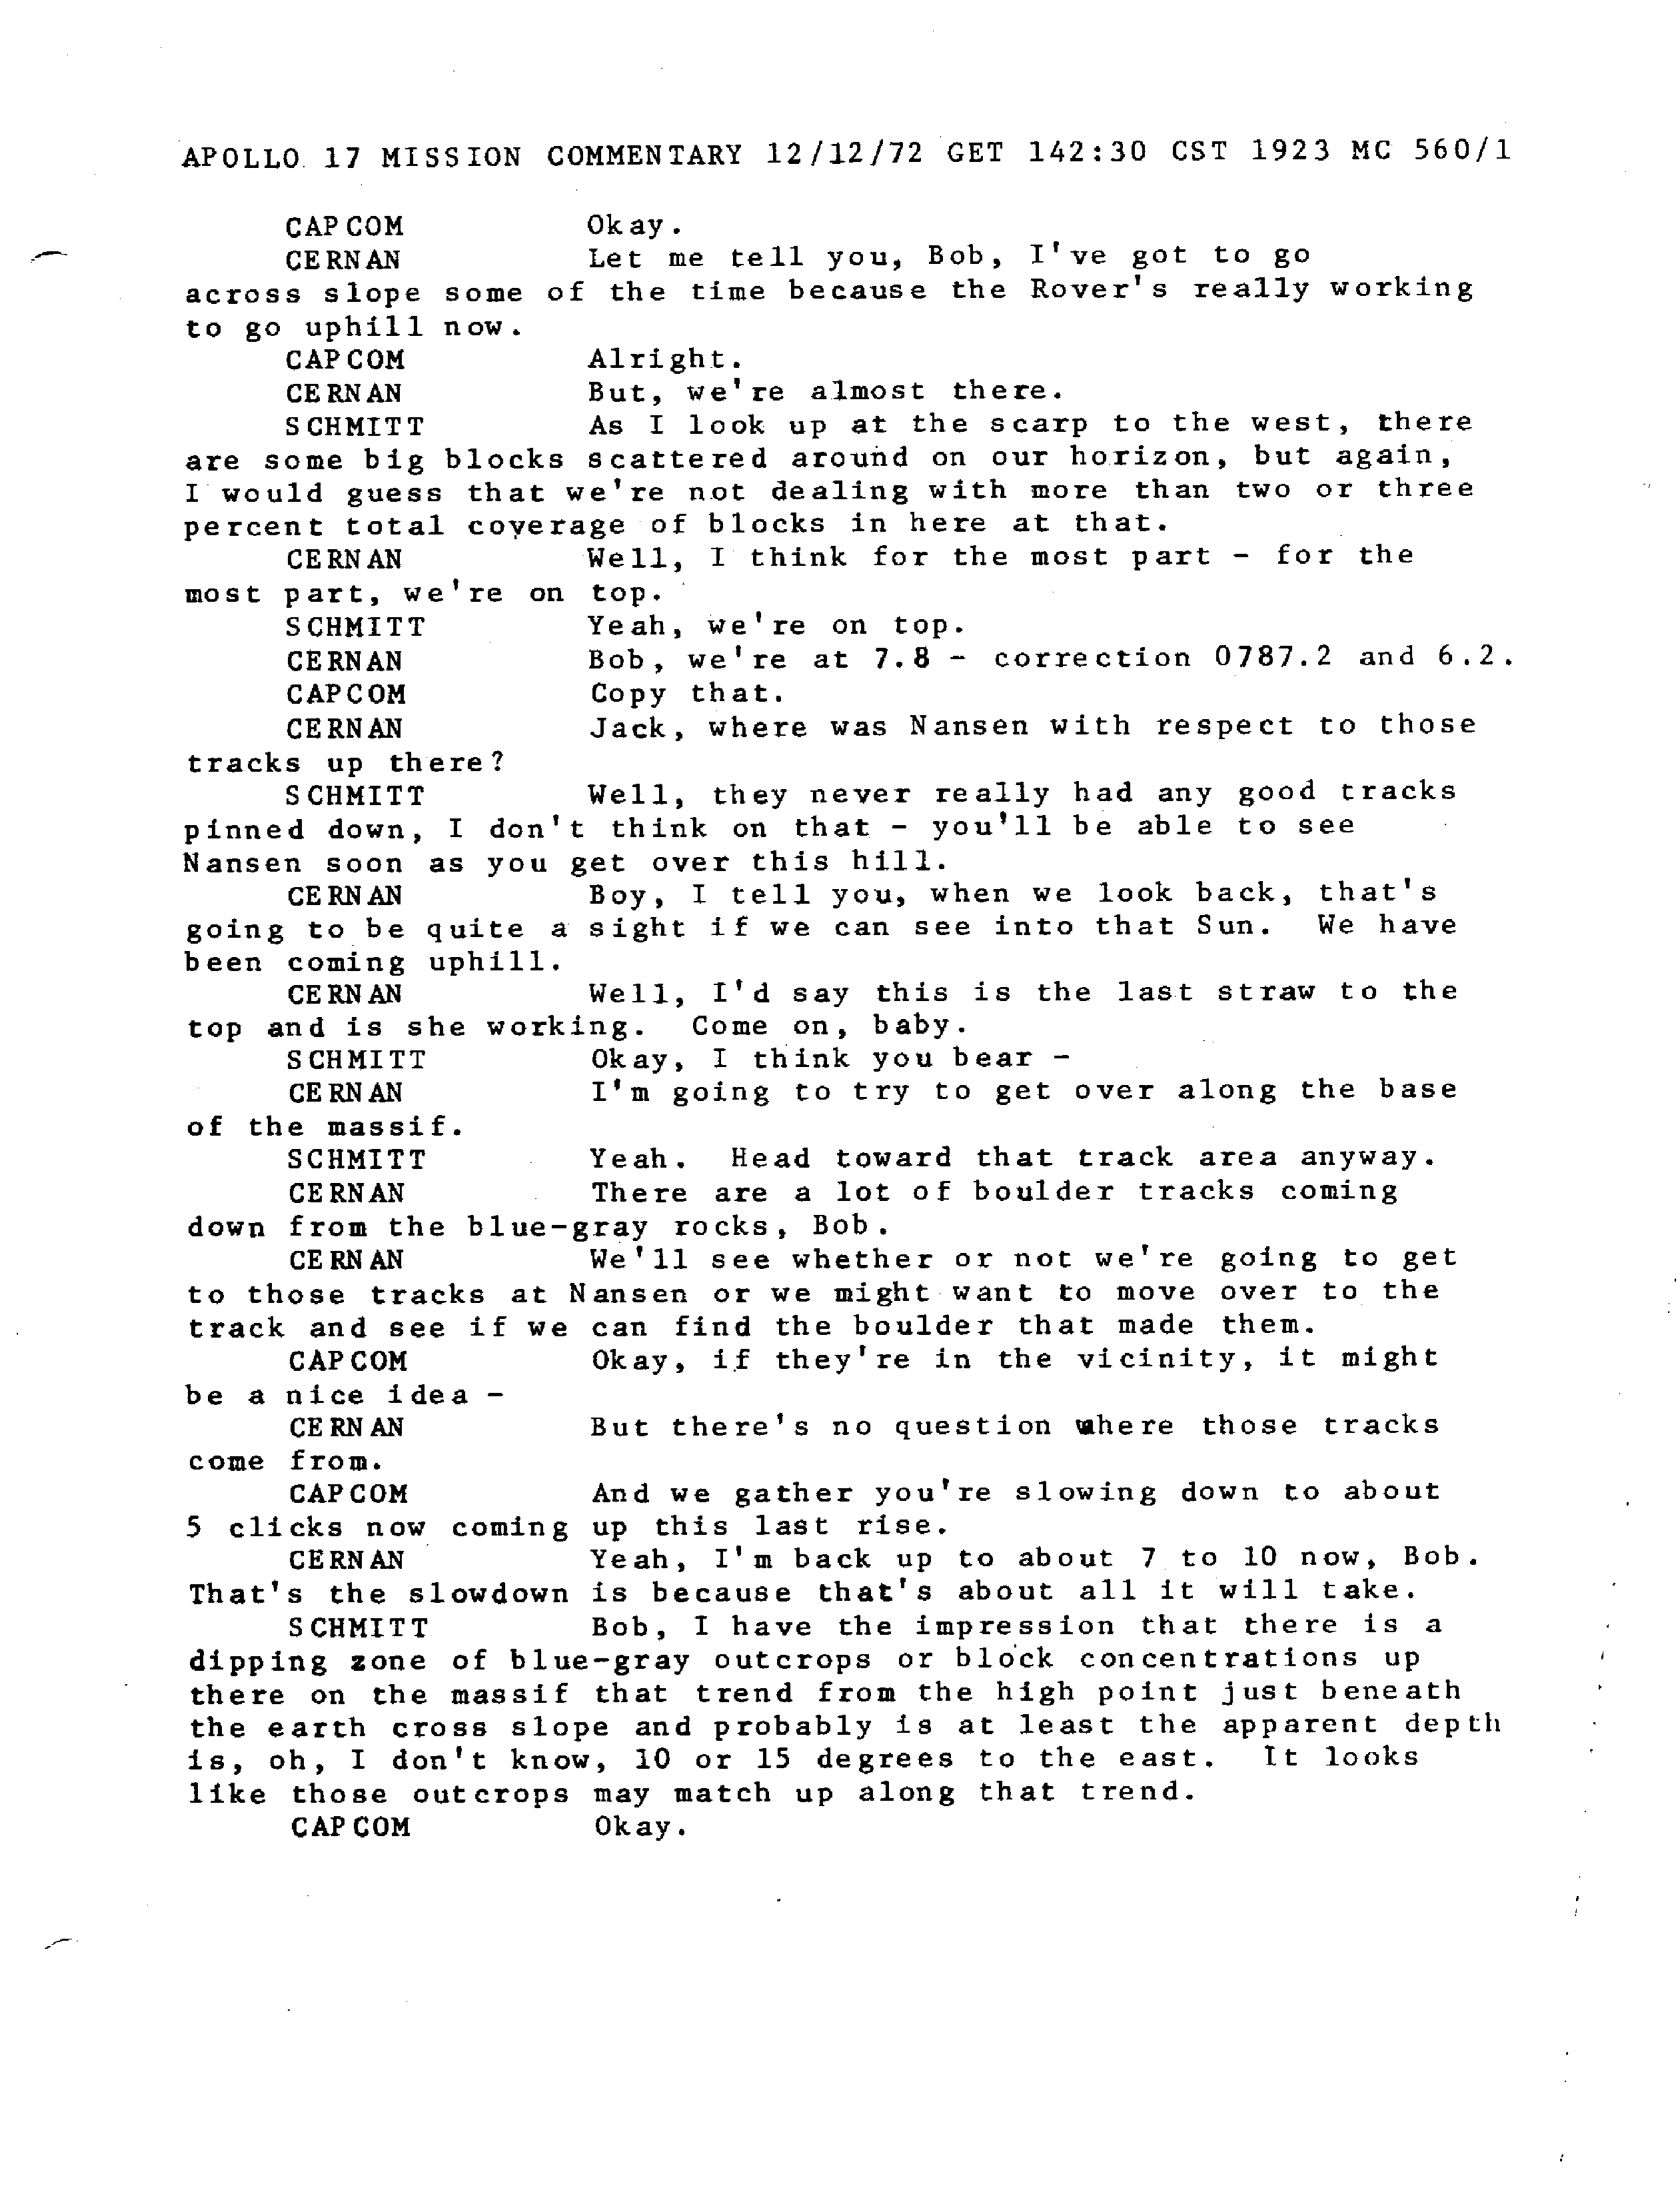 APOLLO 17 MISSION COMMENTARY 12/12/72 GET 142:30 CST 1923 MC 560/1
CAPCOM Okay.
CERNAN Let me tell you, Bob, I've got to go
across slope some of the time because the Rover's really working
to go uphill now.
CAPCOM Alright.
CERNAN But, we're almost there.
SCHMITT As I look up at the scarp to the west, there
are some big blocks scattered around on our horizon, but again,
I would guess that we're not dealing with more than two or three
percent total coverage of blocks in here at that.
CERNAN Well, I think for the most part - for the
most part, we're on top.
SCHMITT Yeah, we're on top.
CERNAN Bob, we're at 7.8 - correction 0787.2 and 6.2.
CAPCOM Copy that.
CERNAN Jack, where was Nansen with respect to those
tracks up there?
SCHMITT Well, they never really had any good tracks
pinned down, I don't think on that - you'll be able to see
Nansen soon as you get over this hill.
CERNAN Boy, I tell you, when we look back, that's
going to be quite a sight if we can see into that Sun. We have
been coming uphill.
CERNAN Well, I'd say this is the last straw to the
top and is she working. Come on, baby.
SCHMITT Okay, I think you bear -
CERNAN I'm going to try to get over along the base
of the massif.
SCHMITT Yeah. Head toward that track area anyway.
CERNAN There are a lot of boulder tracks coming
down from the blue-gray rocks, Bob.
CERNAN We'll see whether or not we're going to get
to those tracks at Nansen or we might want to move over to the
track and see if we can find the boulder that made them.
CAPCOM Okay, if they're in the vicinity, it might
be a nice idea -
CERNAN But there's no question where those tracks
come from.
CAPCOM And we gather you're slowing down to about
5 clicks now coming up this last rise.
CERNAN Yeah, I'm back up to about 7 to 10 now, Bob.
That's the slowdown is because that's about all it will take.
SCHMITT Bob, I have the impression that there is a
dipping zone of blue-gray outcrops or block concentrations up
there on the massif that trend from the high point just beneath
the earth cross slope and probably is at least the apparent depth
is, oh, I don't know, 10 or 15 degrees to the east. It looks
like those outcrops may match up along that trend.
CAPCOM Okay.